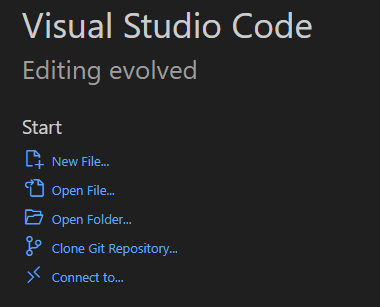 Visual Studio Code
Editing evolved
Start
New File...
Open File...
Open Folder...
Clone Git Repository...
Connect to...